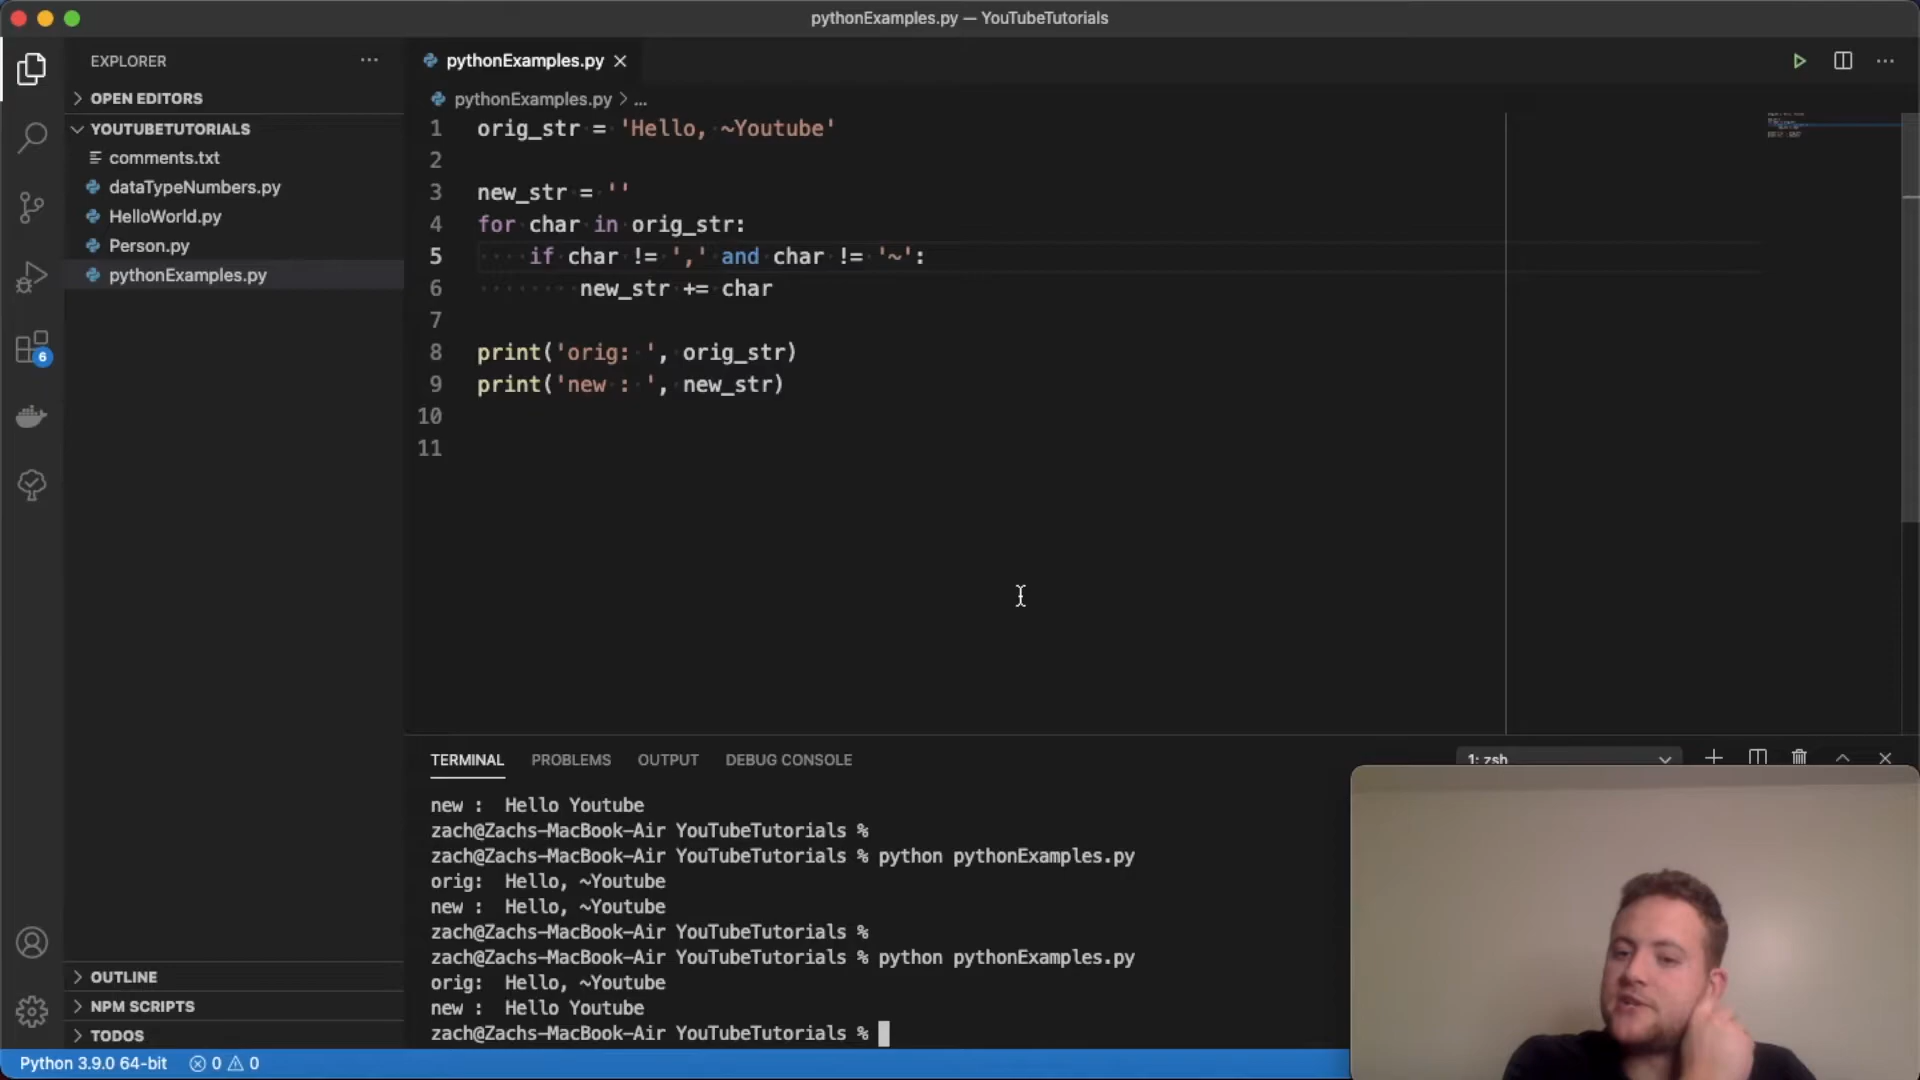 pythonExamples.py — YouTubeTutorials
EXPLORER
OPEN EDITORS
YOUTUBETUTORIALS
comments.txt
dataTypeNumbers.py
HelloWorld.py
Person.py
pythonExamples.py
6
OUTLINE
NPM SCRIPTS
TODOS
pythonExamples.py
pythonExamples.py > ...
1 orig_str = 'Hello, ~Youtube'
2
3 new_str = ''
4 for char in orig_str:
5 if char != ',' and char != '~':
6 new_str += char
7
8 print('orig: ', orig_str)
9 print('new : ', new_str)
10
11
TERMINAL PROBLEMS OUTPUT DEBUG CONSOLE 1: zsh
new :  Hello Youtube
zach@Zachs-MacBook-Air YouTubeTutorials %
zach@Zachs-MacBook-Air YouTubeTutorials % python pythonExamples.py
orig:  Hello, ~Youtube
new :  Hello, ~Youtube
zach@Zachs-MacBook-Air YouTubeTutorials %
zach@Zachs-MacBook-Air YouTubeTutorials % python pythonExamples.py
orig:  Hello, ~Youtube
new :  Hello Youtube
zach@Zachs-MacBook-Air YouTubeTutorials %
Python 3.9.0 64-bit 0 0